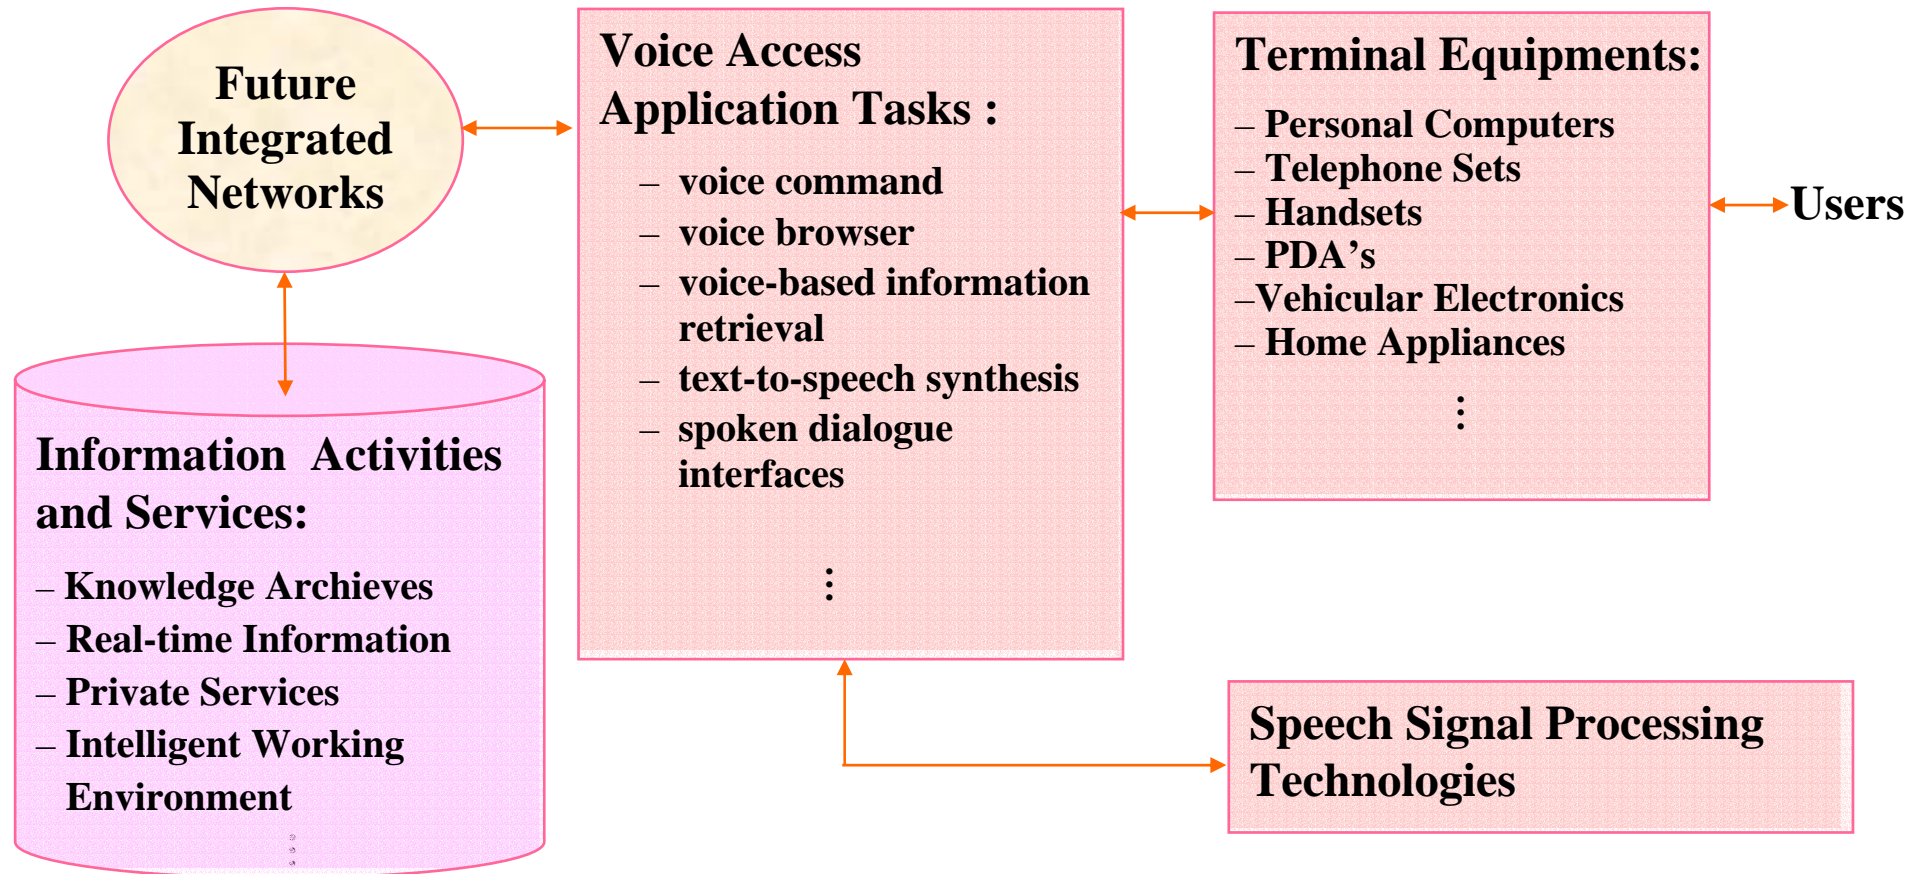 Future
Integrated
Networks
Information Activities
and Services:
– Knowledge Archieves
– Real-time Information
– Private Services
– Intelligent Working
Environment
⋮
Voice Access
Application Tasks :
– voice command
– voice browser
– voice-based information
retrieval
– text-to-speech synthesis
– spoken dialogue
interfaces
⋮
Terminal Equipments:
– Personal Computers
– Telephone Sets
– Handsets
– PDA’s
–Vehicular Electronics
– Home Appliances
⋮
Users
Speech Signal Processing
Technologies